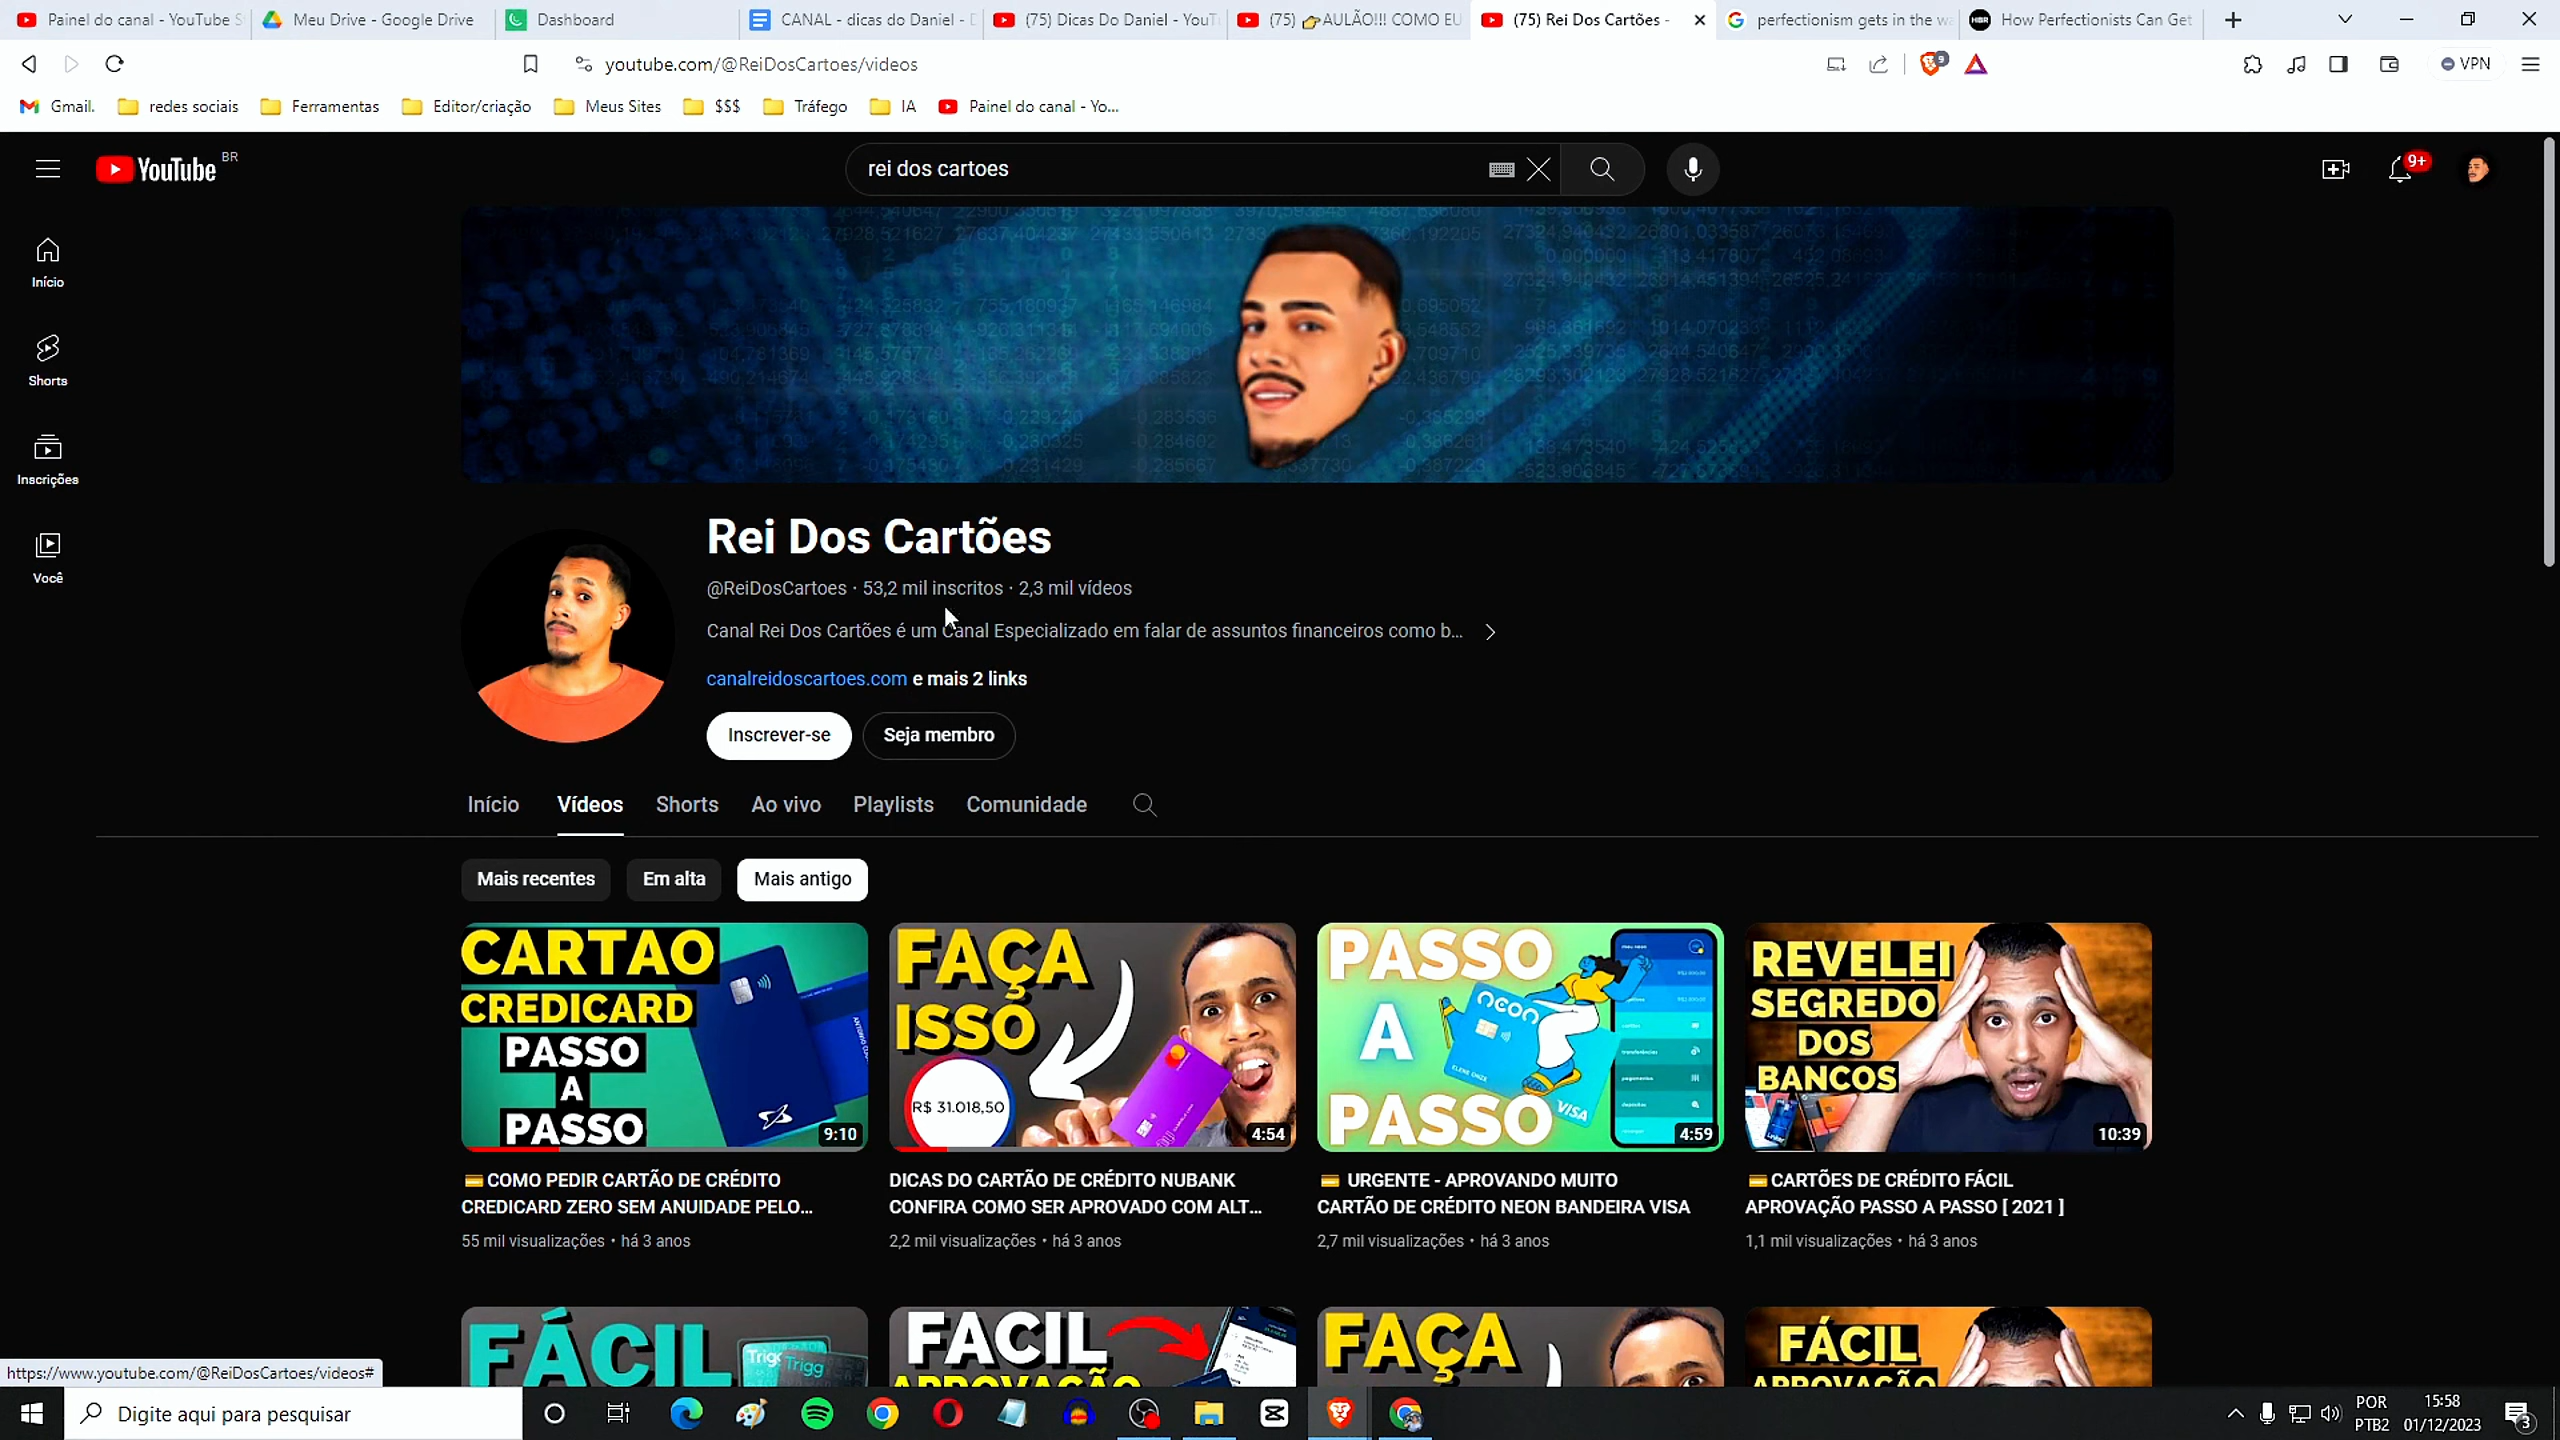 Painel do canal - YouTube S
Meu Drive - Google Drive
Dashboard
CANAL - dicas do Daniel - D
(75) Dicas Do Daniel - YouT
(75) 👉AULÃO!!! COMO EU
(75) Rei Dos Cartões -
perfectionism gets in the wa
HBR
How Perfectionists Can Get
youtube.com/@ReiDosCartoes/videos
9
VPN
Gmail.
redes sociais
Ferramentas
Editor/criação
Meus Sites
$$$
Tráfego
IA
Painel do canal - Yo...
YouTube BR
rei dos cartoes
9+
Início
Shorts
Inscrições
Você
Rei Dos Cartões
@ReiDosCartoes · 53,2 mil inscritos · 2,3 mil vídeos
Canal Rei Dos Cartões é um Canal Especializado em falar de assuntos financeiros como b...
canalreidoscartoes.com e mais 2 links
Inscrever-se
Seja membro
Início
Vídeos
Shorts
Ao vivo
Playlists
Comunidade
Mais recentes
Em alta
Mais antigo
CARTAO
CREDICARD
PASSO
A
PASSO
9:10
FAÇA
ISSO
R$ 31.018,50
4:54
PASSO
A
PASSO
neon
VISA
4:59
REVELEI
SEGREDO
DOS
BANCOS
10:39
💳COMO PEDIR CARTÃO DE CRÉDITO
CREDICARD ZERO SEM ANUIDADE PELO...
55 mil visualizações • há 3 anos
DICAS DO CARTÃO DE CRÉDITO NUBANK
CONFIRA COMO SER APROVADO COM ALT...
2,2 mil visualizações • há 3 anos
💳 URGENTE - APROVANDO MUITO
CARTÃO DE CRÉDITO NEON BANDEIRA VISA
2,7 mil visualizações • há 3 anos
💳CARTÕES DE CRÉDITO FÁCIL
APROVAÇÃO PASSO A PASSO [ 2021 ]
1,1 mil visualizações • há 3 anos
FÁCIL
Trigg
Trigg
FACIL
APROVAÇÃO
FAÇA
FÁCIL
APROVAÇÃO
https://www.youtube.com/@ReiDosCartoes/videos#
Digite aqui para pesquisar
POR
PTB2
15:58
01/12/2023
3